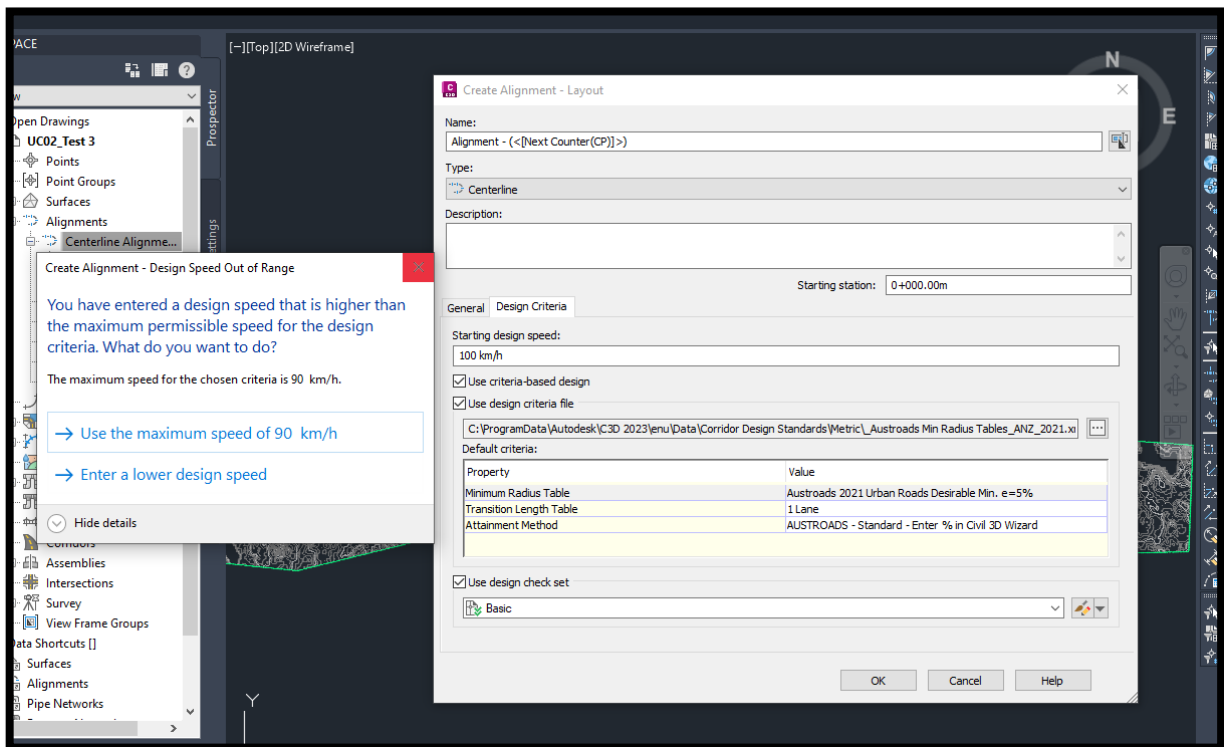 PACE
[−][Top][2D Wireframe]
N
E
Prospector
Open Drawings
UC02_Test 3
Points
Point Groups
Surfaces
Alignments
Centerline Alignme...
Corridors
Assemblies
Intersections
Survey
View Frame Groups
Data Shortcuts []
Surfaces
Alignments
Pipe Networks
Create Alignment - Design Speed Out of Range
You have entered a design speed that is higher than
the maximum permissible speed for the design
criteria. What do you want to do?
The maximum speed for the chosen criteria is 90 km/h.
→ Use the maximum speed of 90 km/h
→ Enter a lower design speed
Hide details
Create Alignment - Layout
Name:
Alignment - (<[Next Counter(CP)]>)
Type:
Centerline
Description:
Starting station: 0+000.00m
General Design Criteria
Starting design speed:
100 km/h
Use criteria-based design
Use design criteria file
C:\ProgramData\Autodesk\C3D 2023\enu\Data\Corridor Design Standards\Metric\_Austroads Min Radius Tables_ANZ_2021.x
Default criteria:
Property Value
Minimum Radius Table Austroads 2021 Urban Roads Desirable Min. e=5%
Transition Length Table 1 Lane
Attainment Method AUSTROADS - Standard - Enter % in Civil 3D Wizard
Use design check set
Basic
OK Cancel Help
Y